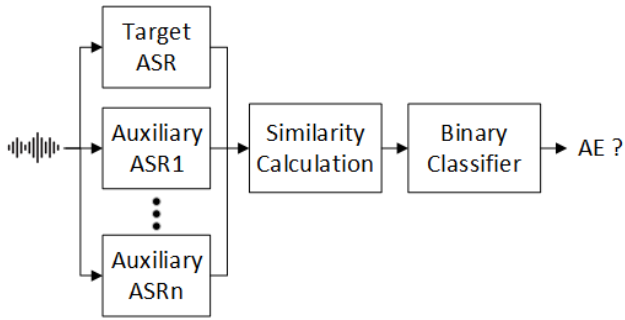 Target
ASR
Auxiliary
ASR1
Auxiliary
ASRn
Similarity
Calculation
Binary
Classifier
AE ?